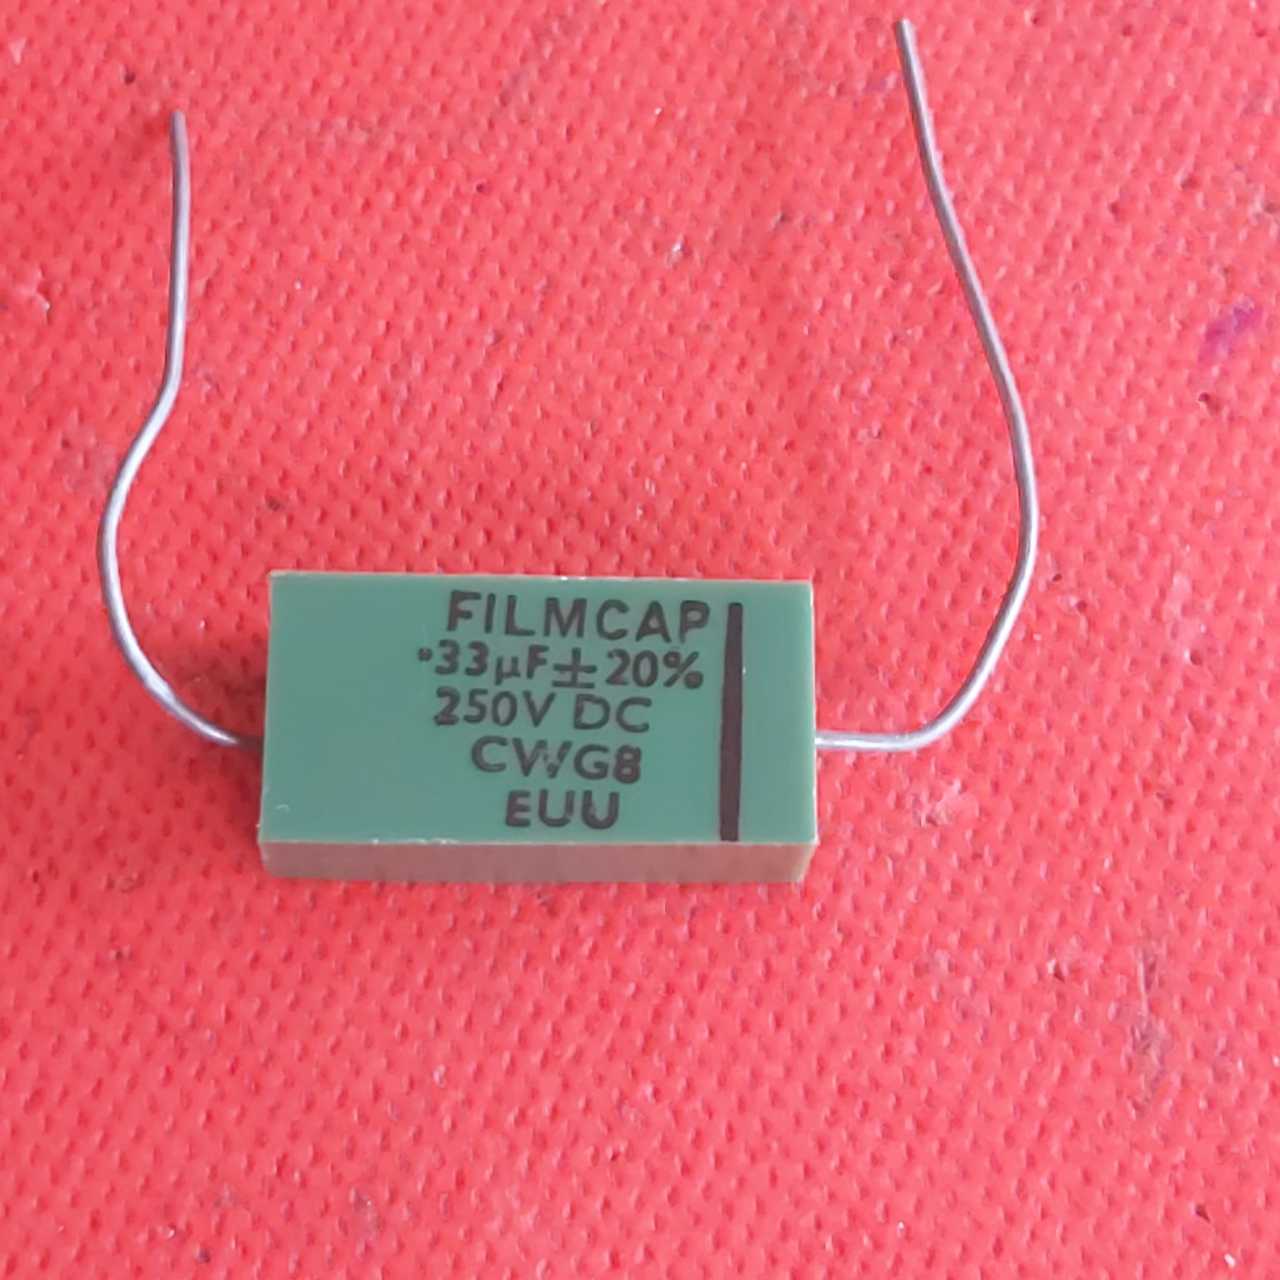 FILMCAP
·33µF±20%
250V DC
CWG8
EUU